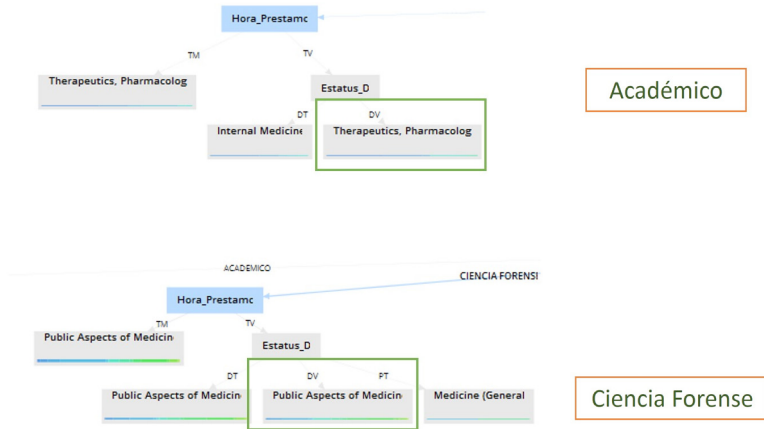 Hora_Prestamc
TM
TV
Therapeutics, Pharmacolog
Estatus_D
Académico
DT
DV
Internal Medicine
Therapeutics, Pharmacolog
ACADEMICO
CIENCIA FORENSI
Hora_Prestamc
TM
TV
Public Aspects of Medicin
Estatus_D
DT
DV
PT
Public Aspects of Medicin
Public Aspects of Medicin
Medicine (General
Ciencia Forense